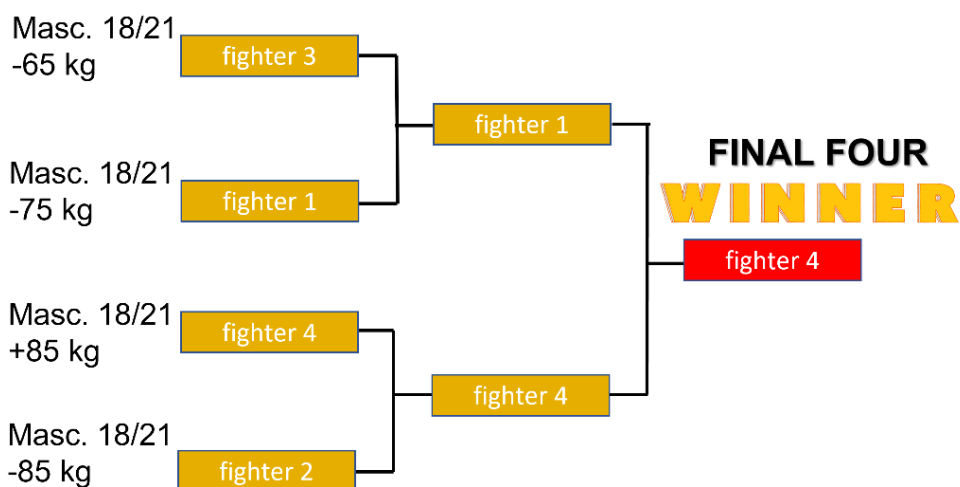 Masc. 18/21
-65 kg
fighter 3
fighter 1
Masc. 18/21
-75 kg
fighter 1
FINAL FOUR
WINNER
fighter 4
Masc. 18/21
+85 kg
fighter 4
fighter 4
Masc. 18/21
-85 kg
fighter 2